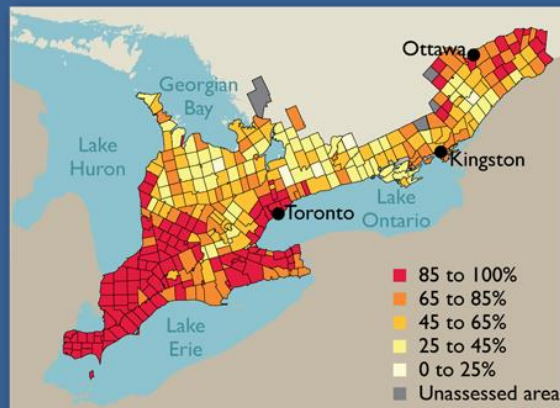 Ottawa
Georgian
Bay
Lake
Huron
Kingston
Lake
Ontario
Toronto
85 to 100%
65 to 85%
45 to 65%
25 to 45%
0 to 25%
Unassessed area
Lake
Erie